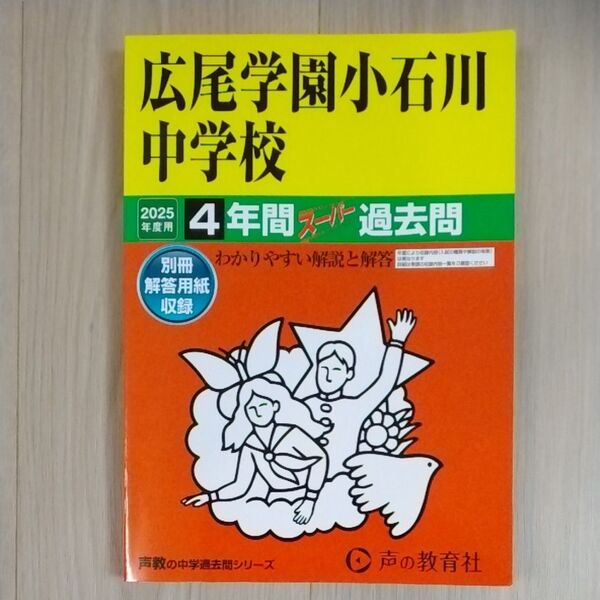 広尾学園小石川
中学校
2025
年度用
4年間スーパー過去問
わかりやすい解説と解答
別冊
解答用紙
収録
声教の中学過去問シリーズ
声の教育社